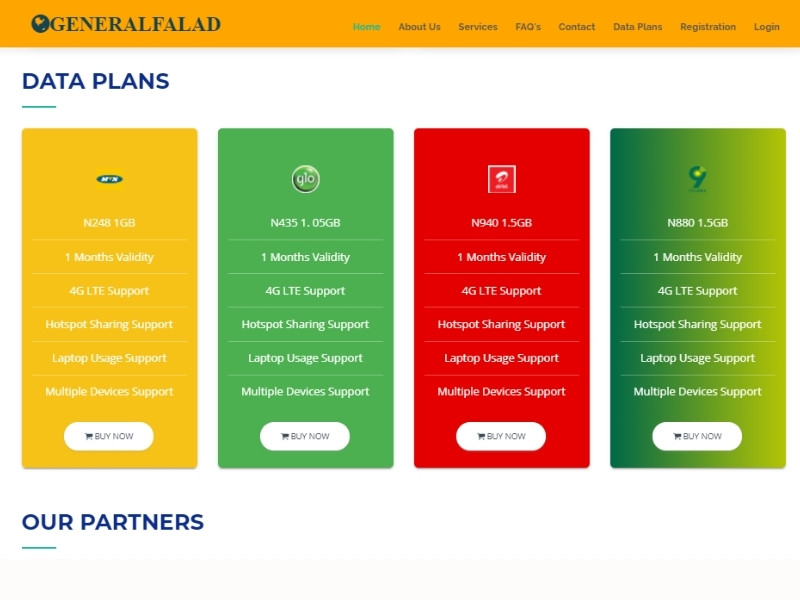 GENERALFALAD
Home About Us Services FAQ's Contact Data Plans Registration Login
DATA PLANS
MTN
glo
airtel
9
N248 1GB
N435 1. 05GB
N940 1.5GB
N880 1.5GB
1 Months Validity
1 Months Validity
1 Months Validity
1 Months Validity
4G LTE Support
4G LTE Support
4G LTE Support
4G LTE Support
Hotspot Sharing Support
Hotspot Sharing Support
Hotspot Sharing Support
Hotspot Sharing Support
Laptop Usage Support
Laptop Usage Support
Laptop Usage Support
Laptop Usage Support
Multiple Devices Support
Multiple Devices Support
Multiple Devices Support
Multiple Devices Support
BUY NOW
BUY NOW
BUY NOW
BUY NOW
OUR PARTNERS